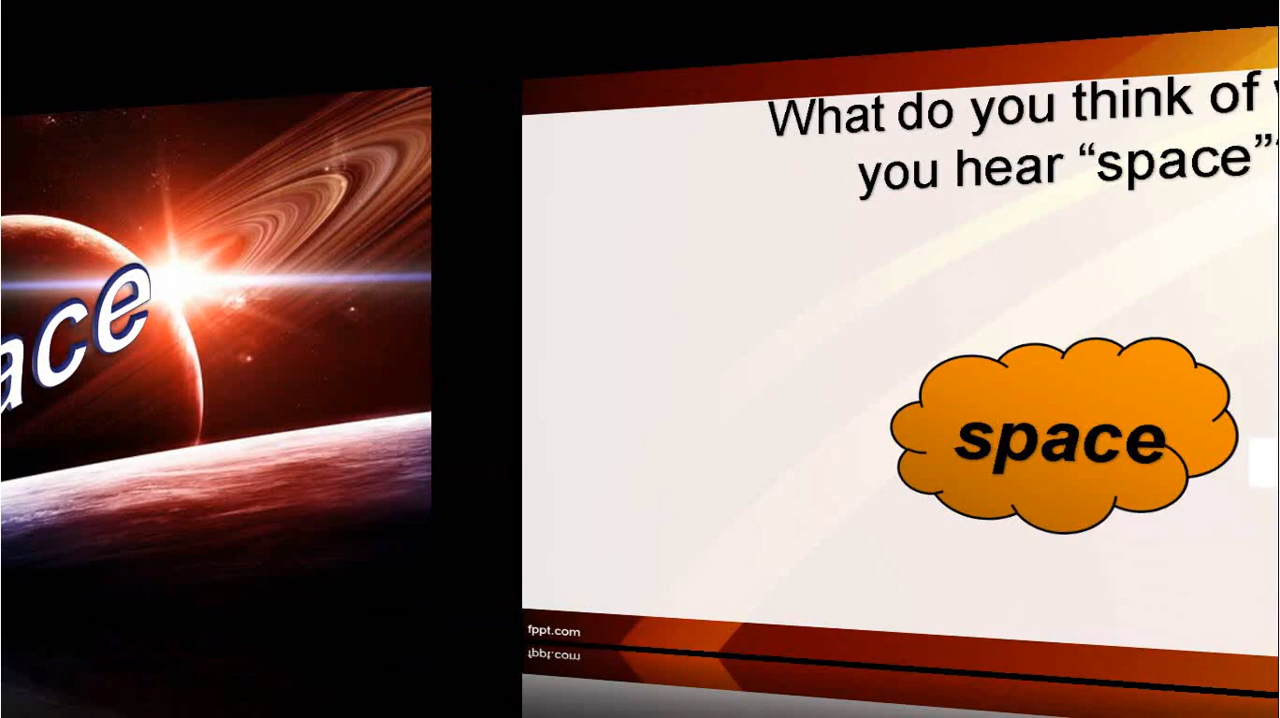 ace
What do you think of
you hear “space”
space
fppt.com